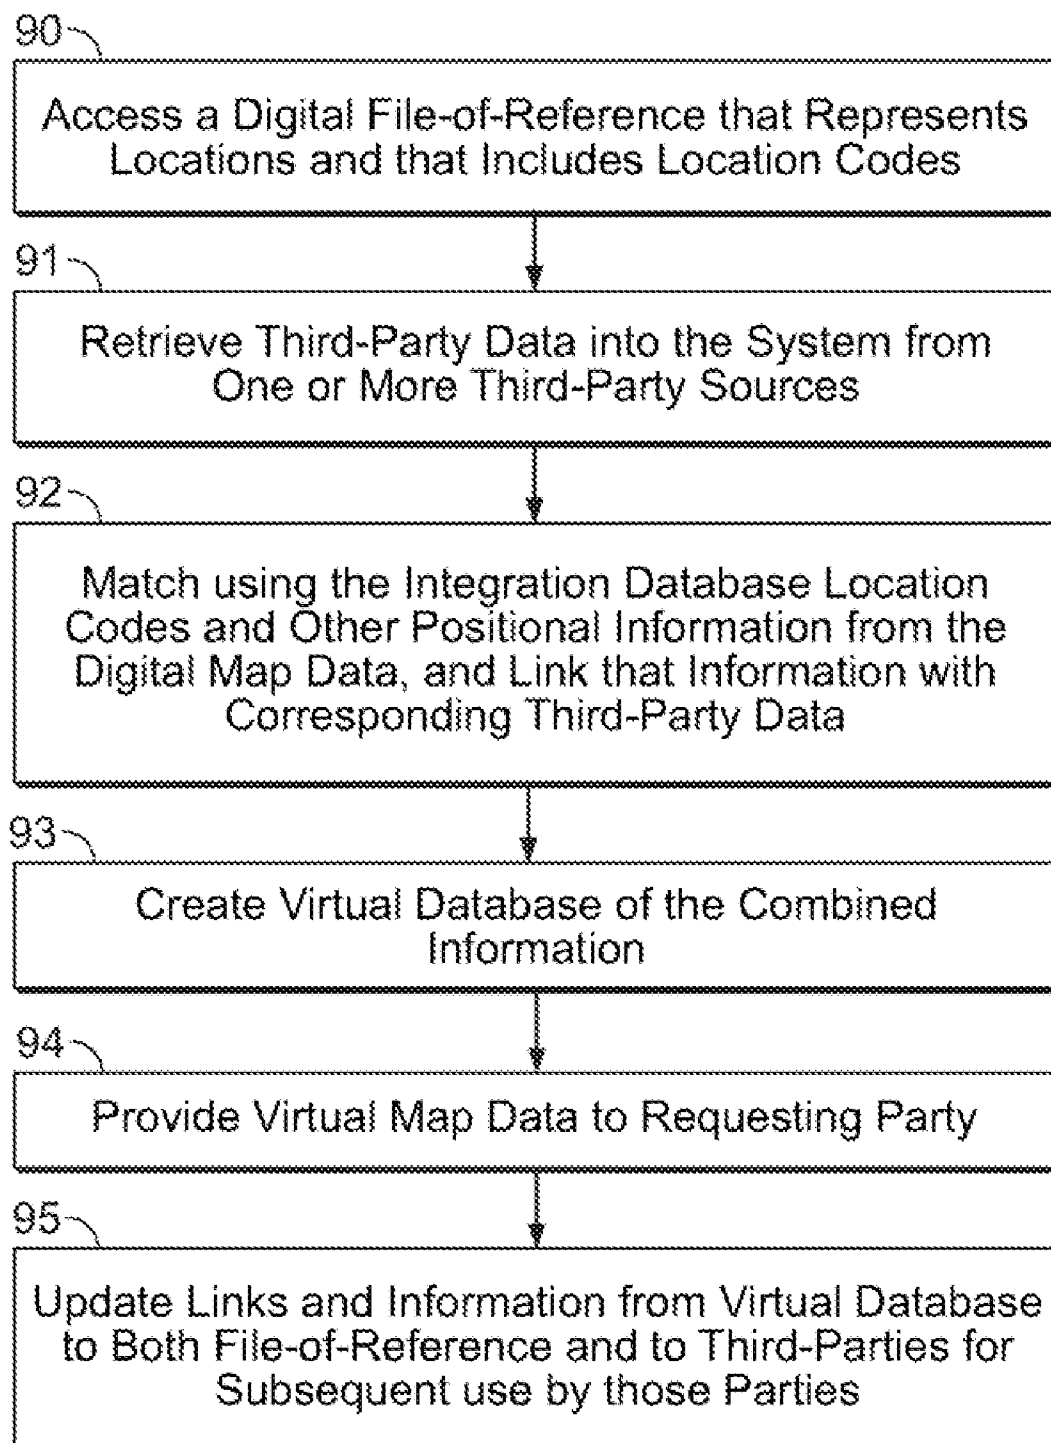 90
Access a Digital File-of-Reference that Represents
Locations and that Includes Location Codes
91
Retrieve Third-Party Data into the System from
One or More Third-Party Sources
92
Match using the Integration Database Location
Codes and Other Positional Information from the
Digital Map Data, and Link that Information with
Corresponding Third-Party Data
93
Create Virtual Database of the Combined
Information
94
Provide Virtual Map Data to Requesting Party
95
Update Links and Information from Virtual Database
to Both File-of-Reference and to Third-Parties for
Subsequent use by those Parties